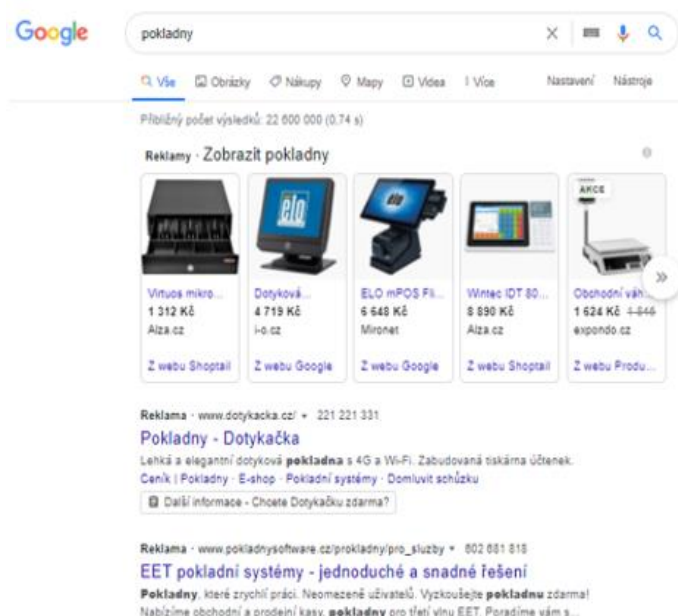 Google
pokladny
Vše Obrázky Nákupy Mapy Videa Více Nastavení Nástroje
Přibližný počet výsledků: 22 600 000 (0,74 s)
Reklamy · Zobrazit pokladny
elo
AKCE
Virtuos mikro...
1 312 Kč
Alza.cz
Z webu Shoptail
Dotyková...
4 719 Kč
i-o.cz
Z webu Google
ELO mPOS Fli...
6 648 Kč
Mironet
Z webu Google
Wintec IDT 80...
8 890 Kč
Alza.cz
Z webu Shoptail
Obchodní váh...
1 624 Kč 1 846
expondo.cz
Z webu Produ...
Reklama · www.dotykacka.cz/ 221 221 331
Pokladny - Dotykačka
Lehká a elegantní dotyková pokladna s 4G a Wi-Fi. Zabudovaná tiskárna účtenek.
Ceník | Pokladny · E-shop · Pokladní systémy · Domluvit schůzku
Další informace - Chcete Dotykačku zdarma?
Reklama · www.pokladnysoftware.cz/prokladny/pro_sluzby 602 681 818
EET pokladní systémy - jednoduché a snadné řešení
Pokladny, které zrychlí práci. Neomezeně uživatelů. Vyzkoušejte pokladnu zdarma!
Nabízíme obchodní a prodejní kasy, pokladny pro třetí vlnu EET. Poradíme vám s...